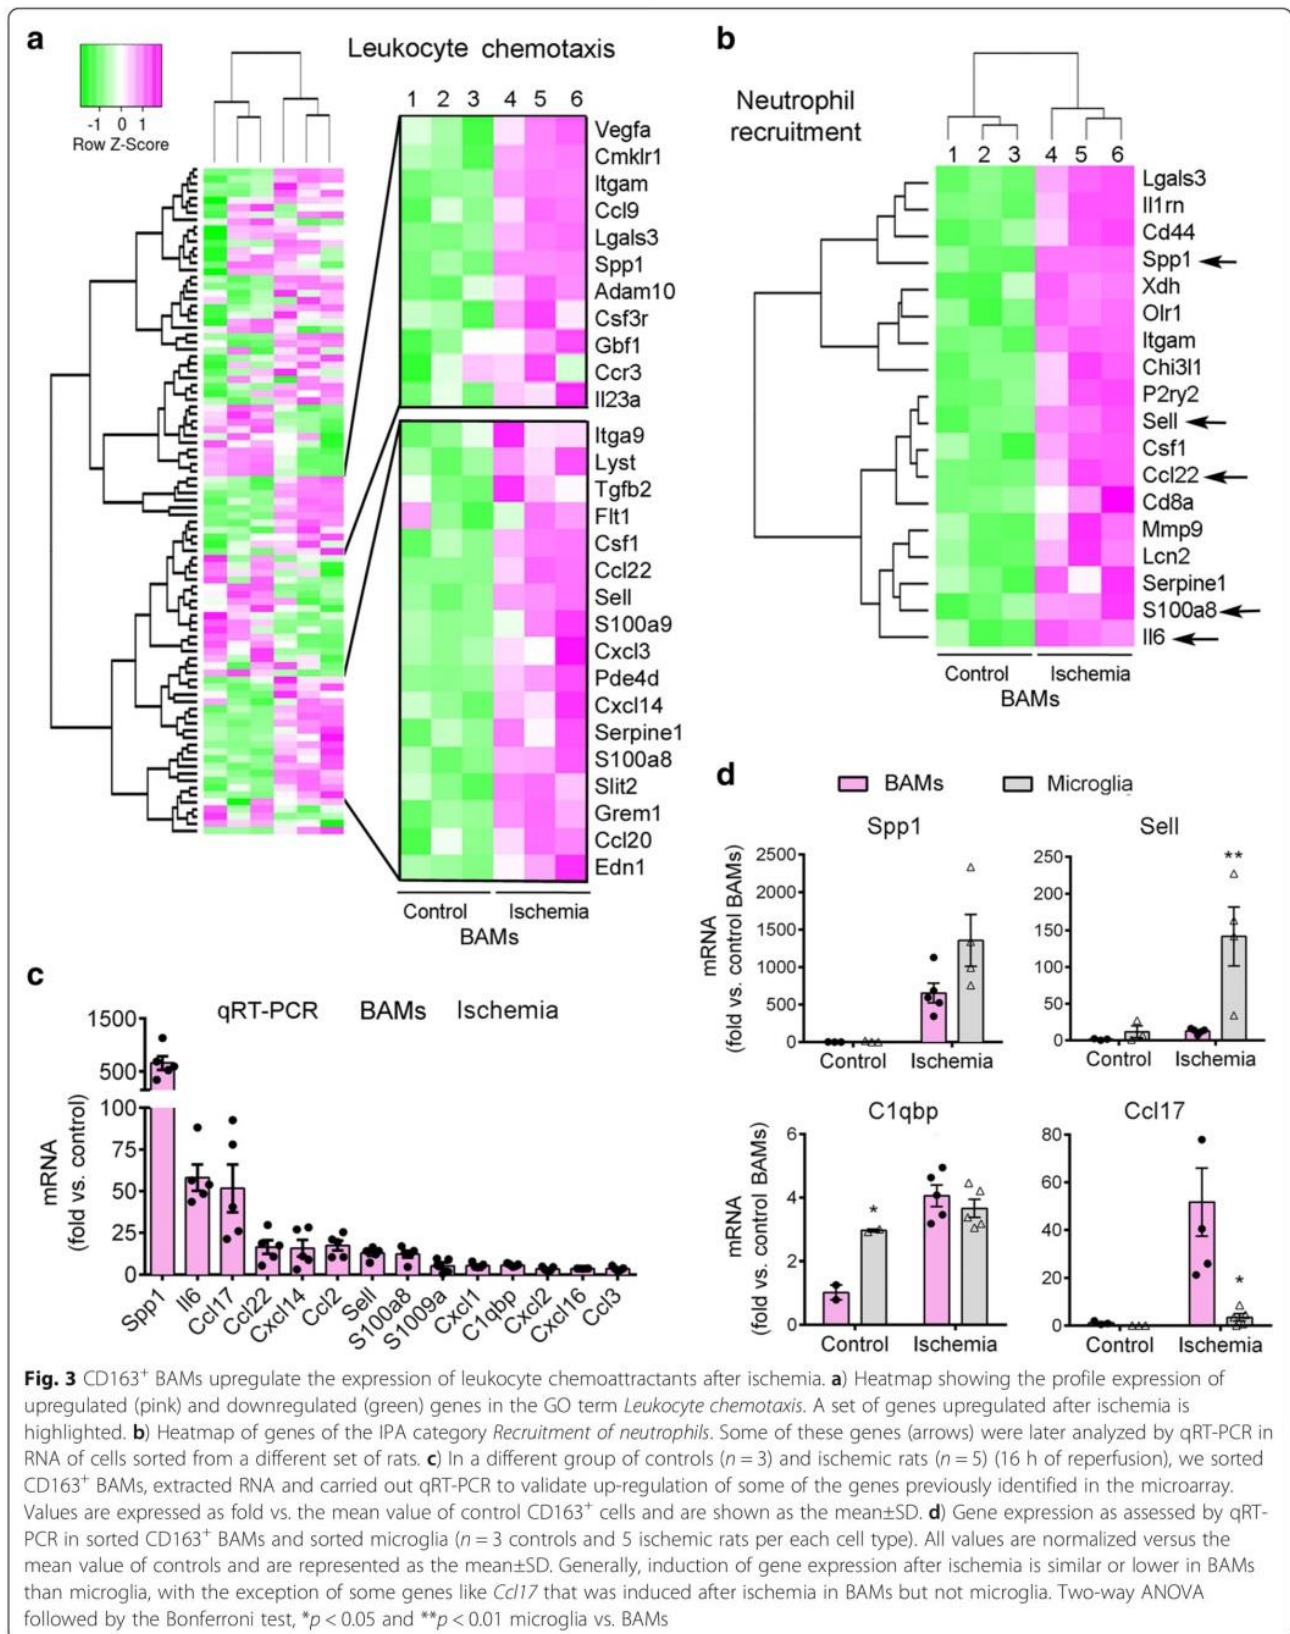 a
Leukocyte chemotaxis
-1 0 1
Row Z-Score
1 2 3 4 5 6
Vegfa
Cmklr1
Itgam
Ccl9
Lgals3
Spp1
Adam10
Csf3r
Gbf1
Ccr3
Il23a
Itga9
Lyst
Tgfb2
Flt1
Csf1
Ccl22
Sell
S100a9
Cxcl3
Pde4d
Cxcl14
Serpine1
S100a8
Slit2
Grem1
Ccl20
Edn1
Control Ischemia
BAMs
b
Neutrophil
recruitment
1 2 3 4 5 6
Lgals3
Il1rn
Cd44
Spp1
Xdh
Olr1
Itgam
Chi3l1
P2ry2
Sell
Csf1
Ccl22
Cd8a
Mmp9
Lcn2
Serpine1
S100a8
Il6
Control Ischemia
BAMs
c
qRT-PCR BAMs Ischemia
mRNA
(fold vs. control)
1500
500
100
75
50
25
0
Spp1 Il6 Ccl17 Ccl22 Cxcl14 Ccl2 Sell S100a8 S1009a Cxcl1 C1qbp Cxcl2 Cxcl16 Ccl3
d
BAMs Microglia
Spp1
mRNA
(fold vs. control BAMs)
2500
2000
1500
1000
500
0
Control Ischemia
Sell
250
200
150
100
50
0
**
Control Ischemia
C1qbp
mRNA
(fold vs. control BAMs)
6
4
2
0
*
Control Ischemia
Ccl17
80
60
40
20
0
*
Control Ischemia
Fig. 3 CD163⁺ BAMs upregulate the expression of leukocyte chemoattractants after ischemia. a) Heatmap showing the profile expression of
upregulated (pink) and downregulated (green) genes in the GO term Leukocyte chemotaxis. A set of genes upregulated after ischemia is
highlighted. b) Heatmap of genes of the IPA category Recruitment of neutrophils. Some of these genes (arrows) were later analyzed by qRT-PCR in
RNA of cells sorted from a different set of rats. c) In a different group of controls (n = 3) and ischemic rats (n = 5) (16 h of reperfusion), we sorted
CD163⁺ BAMs, extracted RNA and carried out qRT-PCR to validate up-regulation of some of the genes previously identified in the microarray.
Values are expressed as fold vs. the mean value of control CD163⁺ cells and are shown as the mean±SD. d) Gene expression as assessed by qRT-
PCR in sorted CD163⁺ BAMs and sorted microglia (n = 3 controls and 5 ischemic rats per each cell type). All values are normalized versus the
mean value of controls and are represented as the mean±SD. Generally, induction of gene expression after ischemia is similar or lower in BAMs
than microglia, with the exception of some genes like Ccl17 that was induced after ischemia in BAMs but not microglia. Two-way ANOVA
followed by the Bonferroni test, *p < 0.05 and **p < 0.01 microglia vs. BAMs